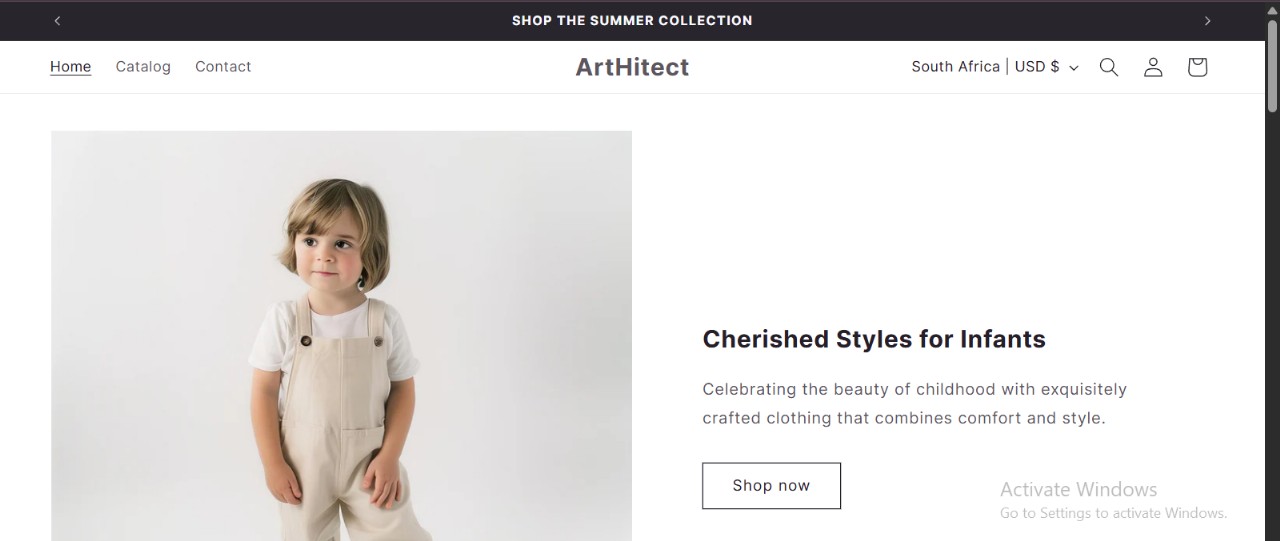 SHOP THE SUMMER COLLECTION
Home Catalog Contact
ArtHitect
South Africa | USD $
Cherished Styles for Infants
Celebrating the beauty of childhood with exquisitely
crafted clothing that combines comfort and style.
Shop now
Activate Windows
Go to Settings to activate Windows.